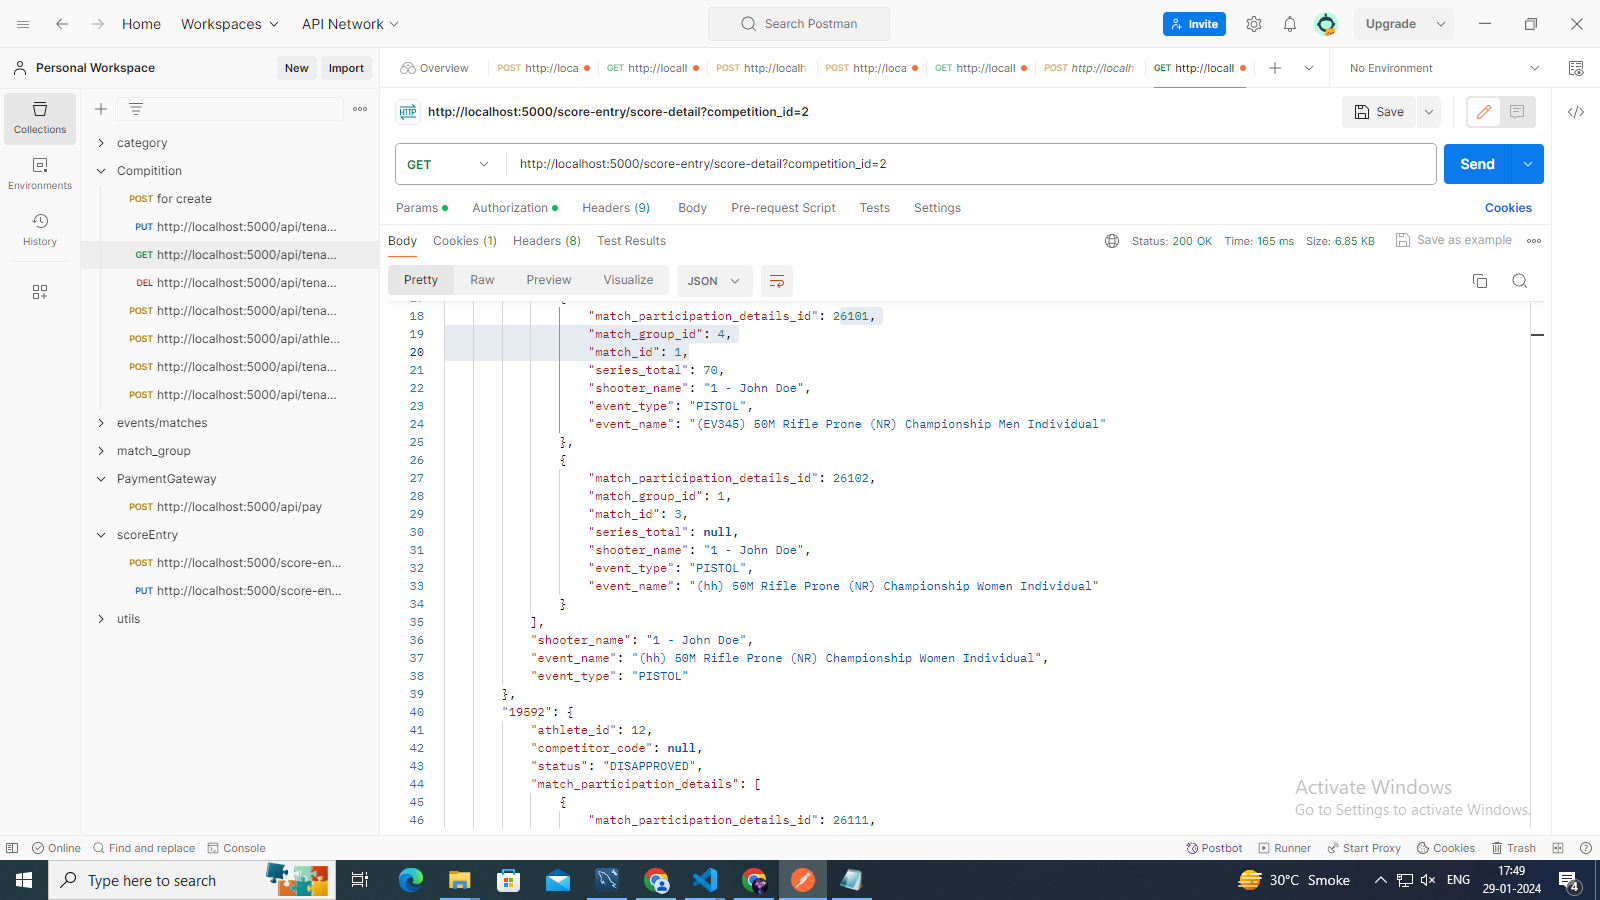 Home
Workspaces
API Network
Search Postman
Invite
Upgrade
Personal Workspace
New
Import
Overview
POST http://loca
GET http://locall
POST http://localh
POST http://loca
GET http://locall
POST http://localh
GET http://locall
No Environment
Collections
Environments
History
category
Compitition
POST for create
PUT http://localhost:5000/api/tena...
GET http://localhost:5000/api/tena...
DEL http://localhost:5000/api/tena...
POST http://localhost:5000/api/tena...
POST http://localhost:5000/api/athle...
POST http://localhost:5000/api/tena...
POST http://localhost:5000/api/tena...
events/matches
match_group
PaymentGateway
POST http://localhost:5000/api/pay
scoreEntry
POST http://localhost:5000/score-en...
PUT http://localhost:5000/score-en...
utils
HTTP http://localhost:5000/score-entry/score-detail?competition_id=2
Save
GET http://localhost:5000/score-entry/score-detail?competition_id=2
Send
Params Authorization Headers (9) Body Pre-request Script Tests Settings Cookies
Body Cookies (1) Headers (8) Test Results
Status: 200 OK Time: 165 ms Size: 6.85 KB Save as example
Pretty Raw Preview Visualize JSON
18 "match_participation_details_id": 26101,
19 "match_group_id": 4,
20 "match_id": 1,
21 "series_total": 70,
22 "shooter_name": "1 - John Doe",
23 "event_type": "PISTOL",
24 "event_name": "(EV345) 50M Rifle Prone (NR) Championship Men Individual"
25 },
26 {
27 "match_participation_details_id": 26102,
28 "match_group_id": 1,
29 "match_id": 3,
30 "series_total": null,
31 "shooter_name": "1 - John Doe",
32 "event_type": "PISTOL",
33 "event_name": "(hh) 50M Rifle Prone (NR) Championship Women Individual"
34 }
35 ],
36 "shooter_name": "1 - John Doe",
37 "event_name": "(hh) 50M Rifle Prone (NR) Championship Women Individual",
38 "event_type": "PISTOL"
39 },
40 "19592": {
41 "athlete_id": 12,
42 "competitor_code": null,
43 "status": "DISAPPROVED",
44 "match_participation_details": [
45 {
46 "match_participation_details_id": 26111,
Activate Windows
Go to Settings to activate Windows.
Online
Find and replace
Console
Postbot
Runner
Start Proxy
Cookies
Trash
Type here to search
30°C Smoke
ENG
17:49
29-01-2024
4